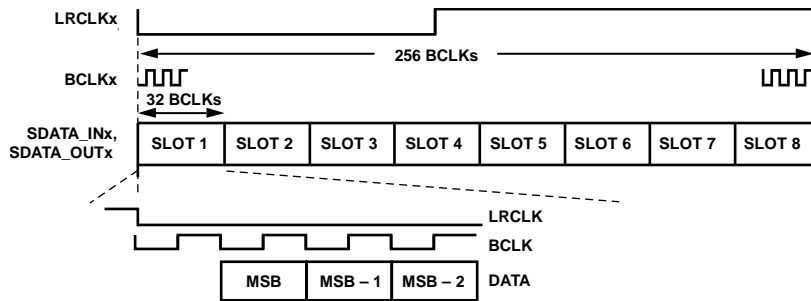 LRCLKx
256 BCLKs
BCLKx
32 BCLKs
SDATA_INx,
SDATA_OUTx
SLOT 1 SLOT 2 SLOT 3 SLOT 4 SLOT 5 SLOT 6 SLOT 7 SLOT 8
LRCLK
BCLK
MSB MSB – 1 MSB – 2 DATA